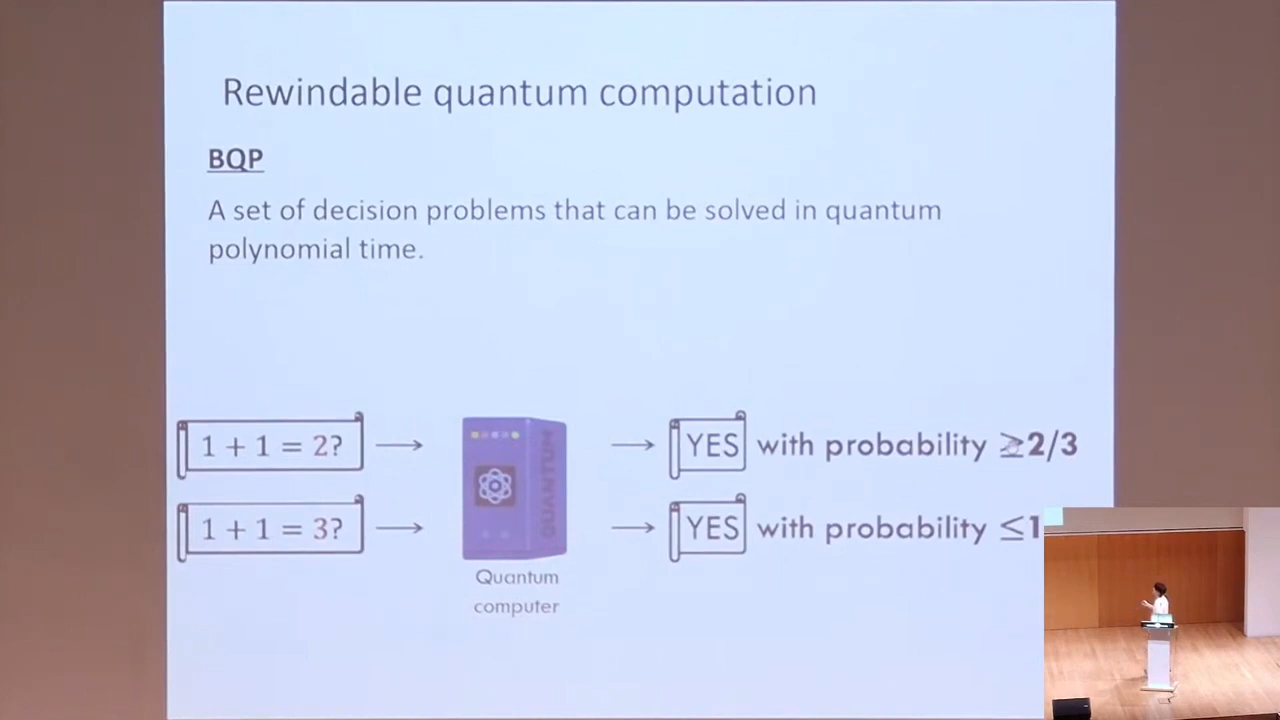 Rewindable quantum computation
BQP
A set of decision problems that can be solved in quantum
polynomial time.
1 + 1 = 2?
QUANTUM
YES with probability ≥2/3
1 + 1 = 3?
YES with probability ≤1
Quantum
computer